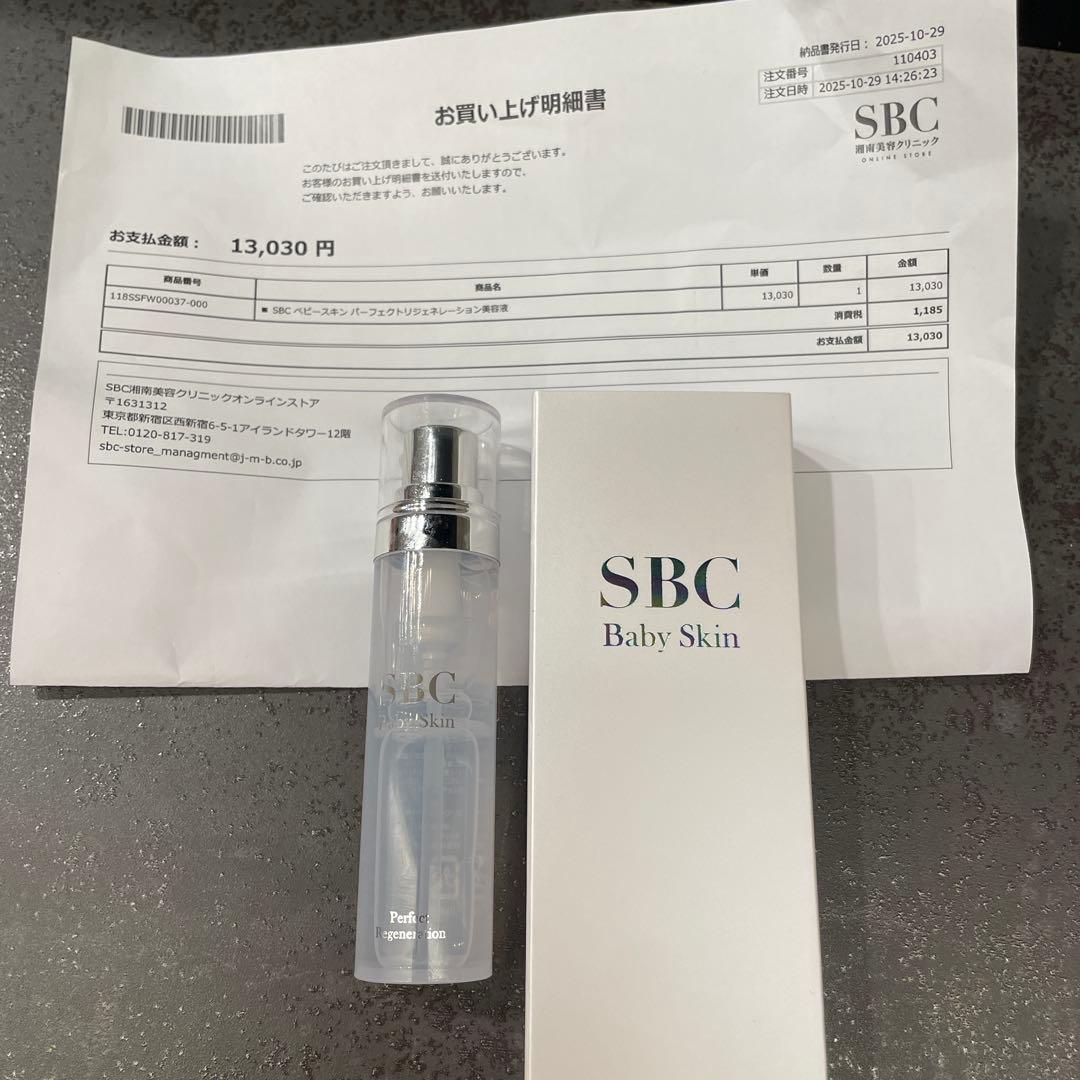 納品書発行日： 2025-10-29
注文番号 110403
注文日時 2025-10-29 14:26:23
お買い上げ明細書
SBC
湘南美容クリニック
ONLINE STORE
このたびはご注文頂きまして、誠にありがとうございます。
お客様のお買い上げ明細書を送付いたしますので、
ご確認いただきますよう、お願いいたします。
お支払金額： 13,030 円
商品番号 商品名 単価 数量 金額
118SSFW00037-000 ■ SBC ベビースキン パーフェクトリジェネレーション美容液 13,030 1 13,030
消費税 1,185
お支払金額 13,030
SBC湘南美容クリニックオンラインストア
〒1631312
東京都新宿区西新宿6-5-1アイランドタワー12階
TEL:0120-817-319
sbc-store_managment@j-m-b.co.jp
SBC
Baby Skin
Perfect
Regeneration
SBC
Baby Skin